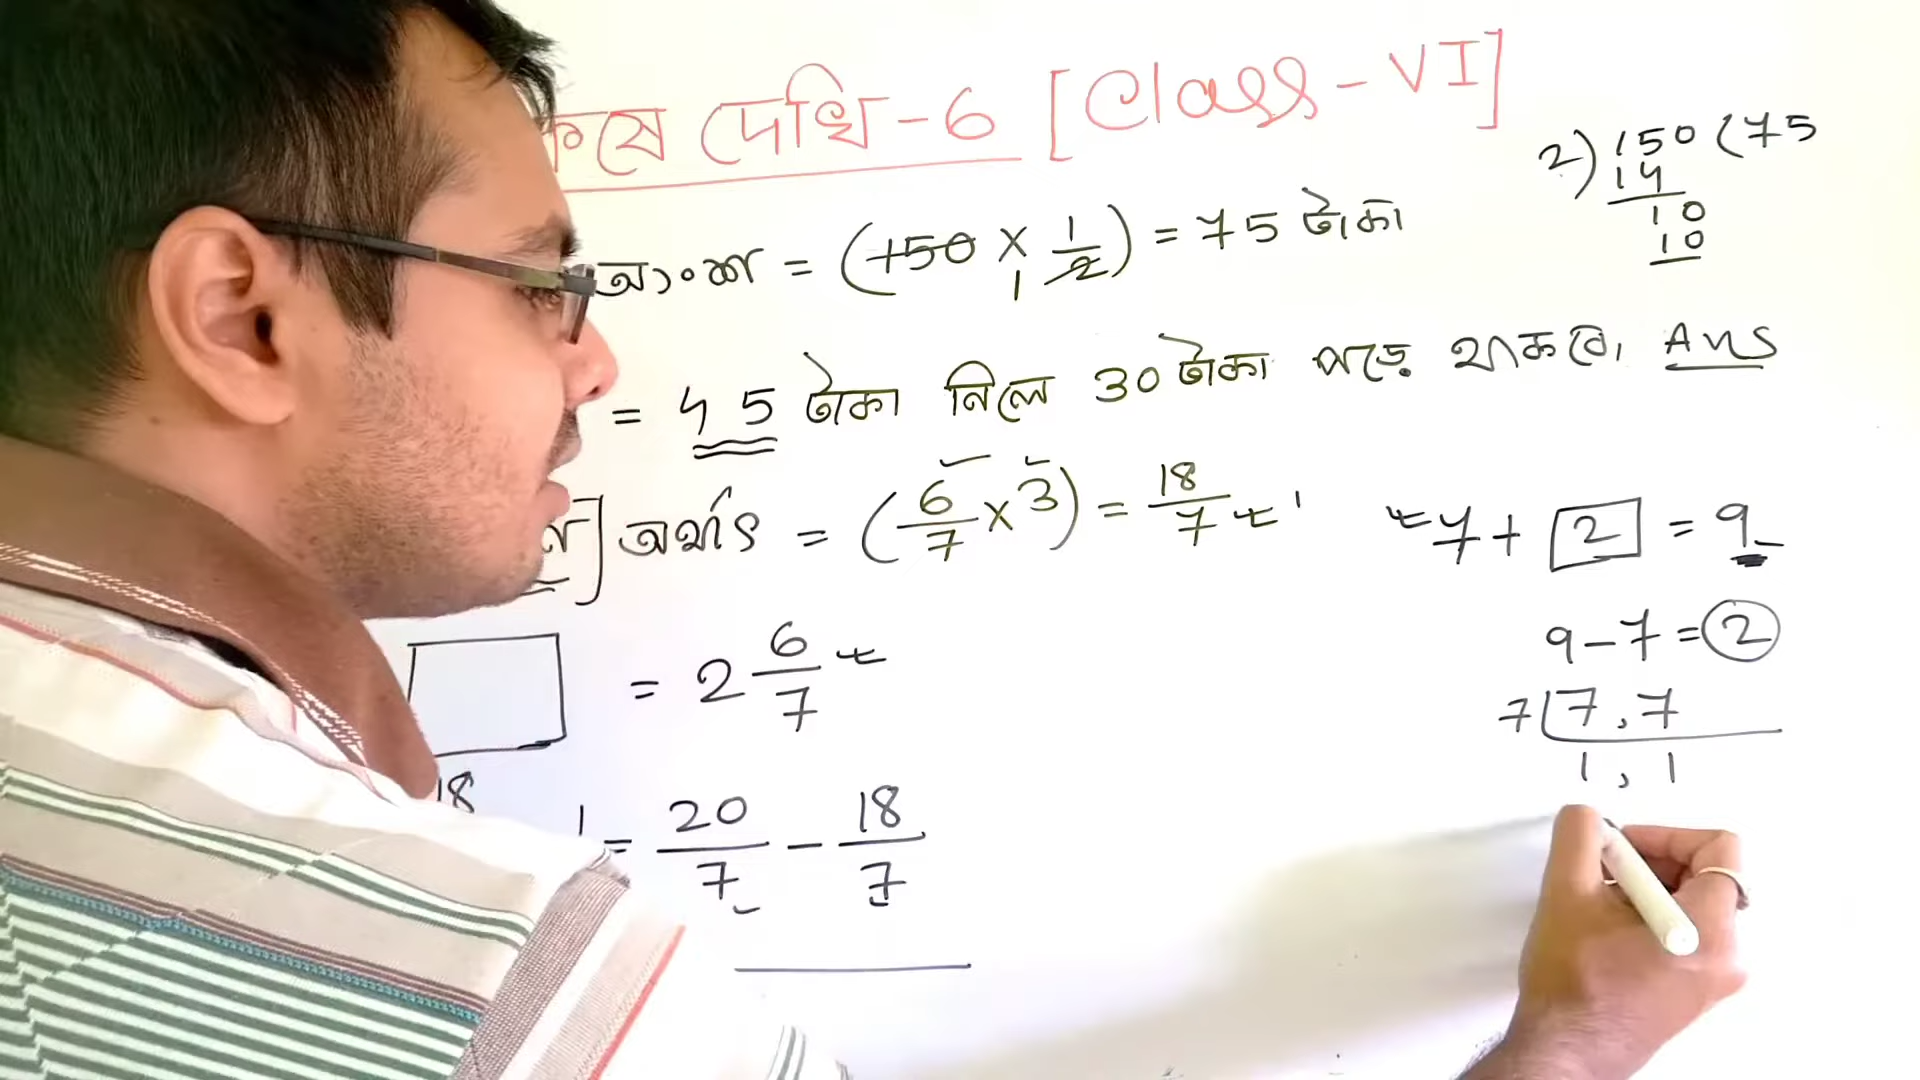 কষে দেখি - 6 [Class - VI]
2) 150 (75
14
10
10
অংশ = (150 × 1/2) = 75 টাকা
1
= 45 টাকা নিলে 30 টাকা পড়ে থাকবে। Ans
] অর্থাৎ = (6/7 × 3) = 18/7
7 + 2 = 9
9 - 7 = 2
= 2 6/7
7 | 7, 7
1, 1
18
= 20/7 - 18/7